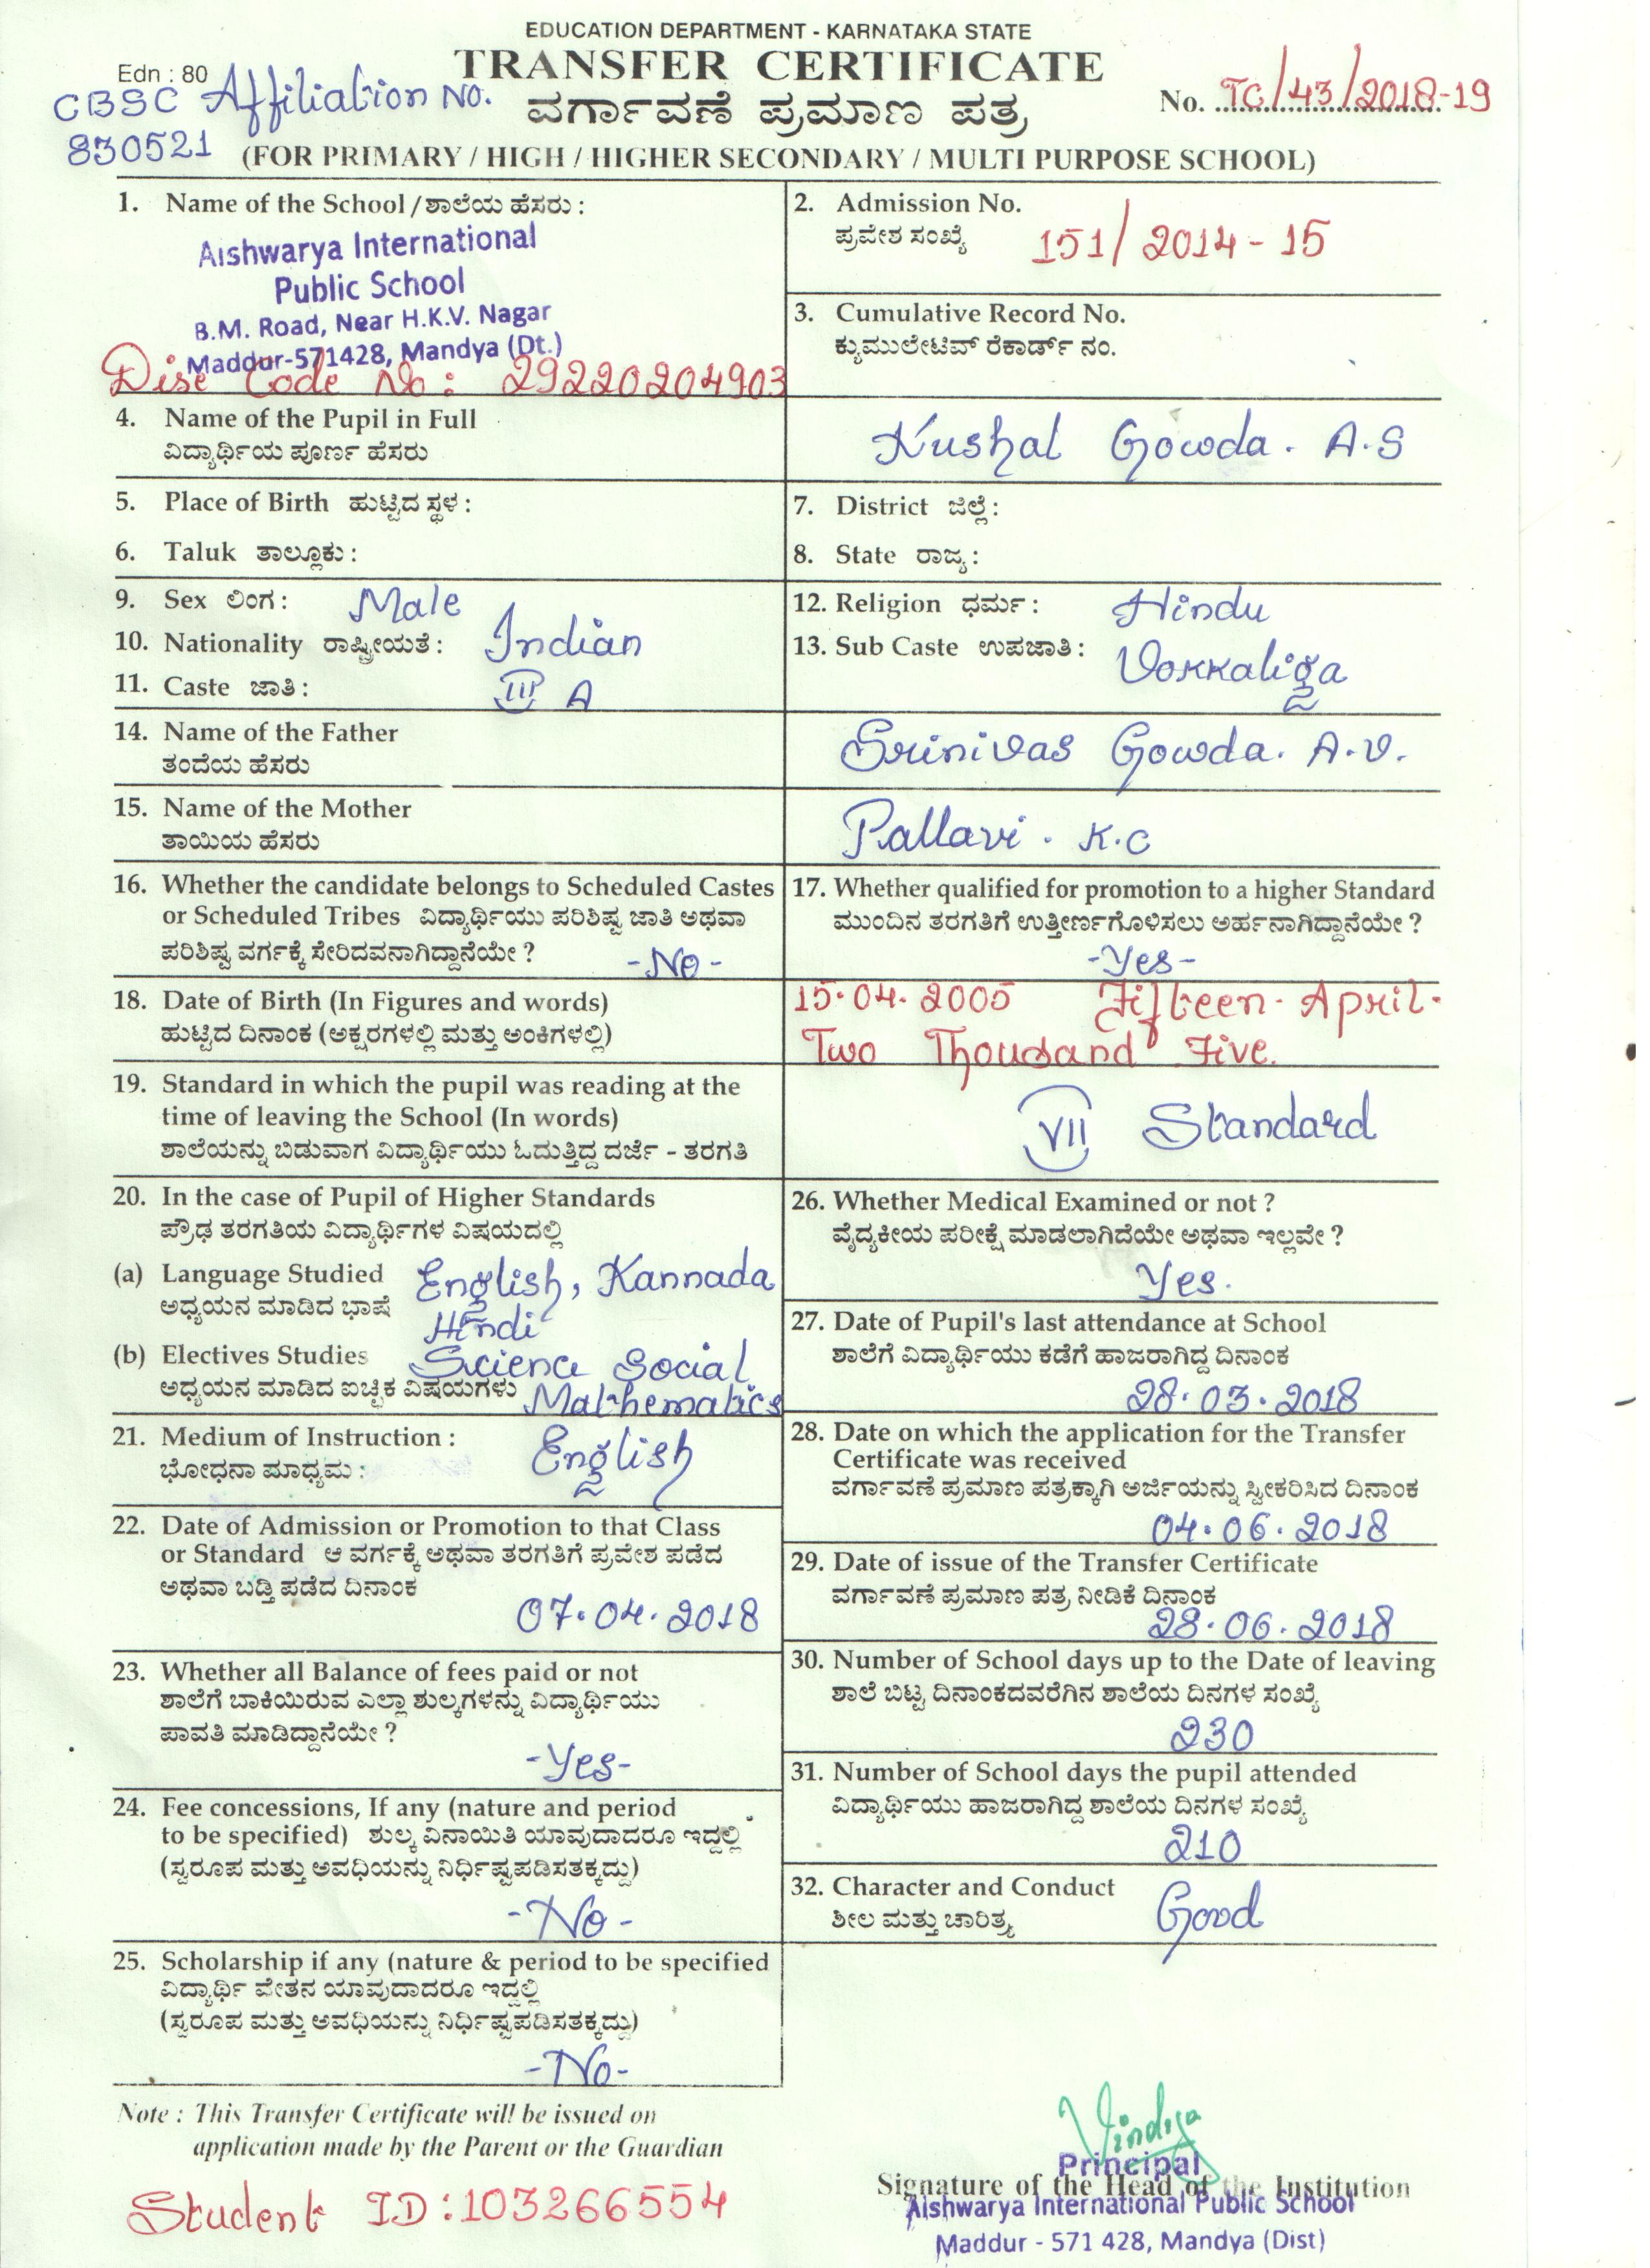 EDUCATION DEPARTMENT - KARNATAKA STATE
TRANSFER CERTIFICATE
Edn : 80
CBSC Affiliation No.
830521
ವರ್ಗಾವಣೆ ಪ್ರಮಾಣ ಪತ್ರ
No. TC/43/2018-19
(FOR PRIMARY / HIGH / HIGHER SECONDARY / MULTI PURPOSE SCHOOL)
1. Name of the School / ಶಾಲೆಯ ಹೆಸರು :
Aishwarya International
Public School
B.M. Road, Near H.K.V. Nagar
Maddur-571428, Mandya (Dt.)
Dise Code No : 29220204903
2. Admission No.
ಪ್ರವೇಶ ಸಂಖ್ಯೆ 151/2014-15
3. Cumulative Record No.
ಕ್ಯುಮುಲೇಟಿವ್ ರೆಕಾರ್ಡ್ ನಂ.
4. Name of the Pupil in Full
ವಿದ್ಯಾರ್ಥಿಯ ಪೂರ್ಣ ಹೆಸರು
Kushal Gowda. A.S
5. Place of Birth ಹುಟ್ಟಿದ ಸ್ಥಳ :
7. District ಜಿಲ್ಲೆ :
6. Taluk ತಾಲ್ಲೂಕು :
8. State ರಾಜ್ಯ :
9. Sex ಲಿಂಗ : Male
10. Nationality ರಾಷ್ಟ್ರೀಯತೆ : Indian
11. Caste ಜಾತಿ : III A
12. Religion ಧರ್ಮ : Hindu
13. Sub Caste ಉಪಜಾತಿ : Vokkaliga
14. Name of the Father
ತಂದೆಯ ಹೆಸರು
Srinivas Gowda. A.V.
15. Name of the Mother
ತಾಯಿಯ ಹೆಸರು
Pallavi. K.C
16. Whether the candidate belongs to Scheduled Castes
or Scheduled Tribes ವಿದ್ಯಾರ್ಥಿಯು ಪರಿಶಿಷ್ಟ ಜಾತಿ ಅಥವಾ
ಪರಿಶಿಷ್ಟ ವರ್ಗಕ್ಕೆ ಸೇರಿದವನಾಗಿದ್ದಾನೆಯೇ ? -No-
17. Whether qualified for promotion to a higher Standard
ಮುಂದಿನ ತರಗತಿಗೆ ಉತ್ತೀರ್ಣಗೊಳಿಸಲು ಅರ್ಹನಾಗಿದ್ದಾನೆಯೇ ?
-Yes-
18. Date of Birth (In Figures and words)
ಹುಟ್ಟಿದ ದಿನಾಂಕ (ಅಕ್ಷರಗಳಲ್ಲಿ ಮತ್ತು ಅಂಕಿಗಳಲ್ಲಿ)
15.04.2005 Fifteen-April-
Two Thousand Five.
19. Standard in which the pupil was reading at the
time of leaving the School (In words)
ಶಾಲೆಯನ್ನು ಬಿಡುವಾಗ ವಿದ್ಯಾರ್ಥಿಯು ಓದುತ್ತಿದ್ದ ದರ್ಜೆ - ತರಗತಿ
VII Standard
20. In the case of Pupil of Higher Standards
ಪ್ರೌಢ ತರಗತಿಯ ವಿದ್ಯಾರ್ಥಿಗಳ ವಿಷಯದಲ್ಲಿ
(a) Language Studied English, Kannada
ಅಧ್ಯಯನ ಮಾಡಿದ ಭಾಷೆ Hindi
(b) Electives Studies Science Social
ಅಧ್ಯಯನ ಮಾಡಿದ ಐಚ್ಛಿಕ ವಿಷಯಗಳು Mathematics
21. Medium of Instruction : English
ಭೋಧನಾ ಮಾಧ್ಯಮ :
22. Date of Admission or Promotion to that Class
or Standard ಆ ವರ್ಗಕ್ಕೆ ಅಥವಾ ತರಗತಿಗೆ ಪ್ರವೇಶ ಪಡೆದ
ಅಥವಾ ಬಡ್ತಿ ಪಡೆದ ದಿನಾಂಕ
07.04.2018
23. Whether all Balance of fees paid or not
ಶಾಲೆಗೆ ಬಾಕಿಯಿರುವ ಎಲ್ಲಾ ಶುಲ್ಕಗಳನ್ನು ವಿದ್ಯಾರ್ಥಿಯು
ಪಾವತಿ ಮಾಡಿದ್ದಾನೆಯೇ ?
-Yes-
24. Fee concessions, If any (nature and period
to be specified) ಶುಲ್ಕ ವಿನಾಯಿತಿ ಯಾವುದಾದರೂ ಇದ್ದಲ್ಲಿ
(ಸ್ವರೂಪ ಮತ್ತು ಅವಧಿಯನ್ನು ನಿರ್ಧಿಷ್ಟಪಡಿಸತಕ್ಕದ್ದು)
-No-
25. Scholarship if any (nature & period to be specified
ವಿದ್ಯಾರ್ಥಿ ವೇತನ ಯಾವುದಾದರೂ ಇದ್ದಲ್ಲಿ
(ಸ್ವರೂಪ ಮತ್ತು ಅವಧಿಯನ್ನು ನಿರ್ಧಿಷ್ಟಪಡಿಸತಕ್ಕದ್ದು)
-No-
26. Whether Medical Examined or not ?
ವೈದ್ಯಕೀಯ ಪರೀಕ್ಷೆ ಮಾಡಲಾಗಿದೆಯೇ ಅಥವಾ ಇಲ್ಲವೇ ?
Yes.
27. Date of Pupil's last attendance at School
ಶಾಲೆಗೆ ವಿದ್ಯಾರ್ಥಿಯು ಕಡೆಗೆ ಹಾಜರಾಗಿದ್ದ ದಿನಾಂಕ
28.03.2018
28. Date on which the application for the Transfer
Certificate was received
ವರ್ಗಾವಣೆ ಪ್ರಮಾಣ ಪತ್ರಕ್ಕಾಗಿ ಅರ್ಜಿಯನ್ನು ಸ್ವೀಕರಿಸಿದ ದಿನಾಂಕ
04.06.2018
29. Date of issue of the Transfer Certificate
ವರ್ಗಾವಣೆ ಪ್ರಮಾಣ ಪತ್ರ ನೀಡಿಕೆ ದಿನಾಂಕ
28.06.2018
30. Number of School days up to the Date of leaving
ಶಾಲೆ ಬಿಟ್ಟ ದಿನಾಂಕದವರೆಗಿನ ಶಾಲೆಯ ದಿನಗಳ ಸಂಖ್ಯೆ
230
31. Number of School days the pupil attended
ವಿದ್ಯಾರ್ಥಿಯು ಹಾಜರಾಗಿದ್ದ ಶಾಲೆಯ ದಿನಗಳ ಸಂಖ್ಯೆ
210
32. Character and Conduct
ಶೀಲ ಮತ್ತು ಚಾರಿತ್ರ್ಯ Good
Note : This Transfer Certificate will be issued on
application made by the Parent or the Guardian
Student ID : 103266554
Vindya
Principal
Signature of the Head of the Institution
Aishwarya International Public School
Maddur - 571 428, Mandya (Dist)